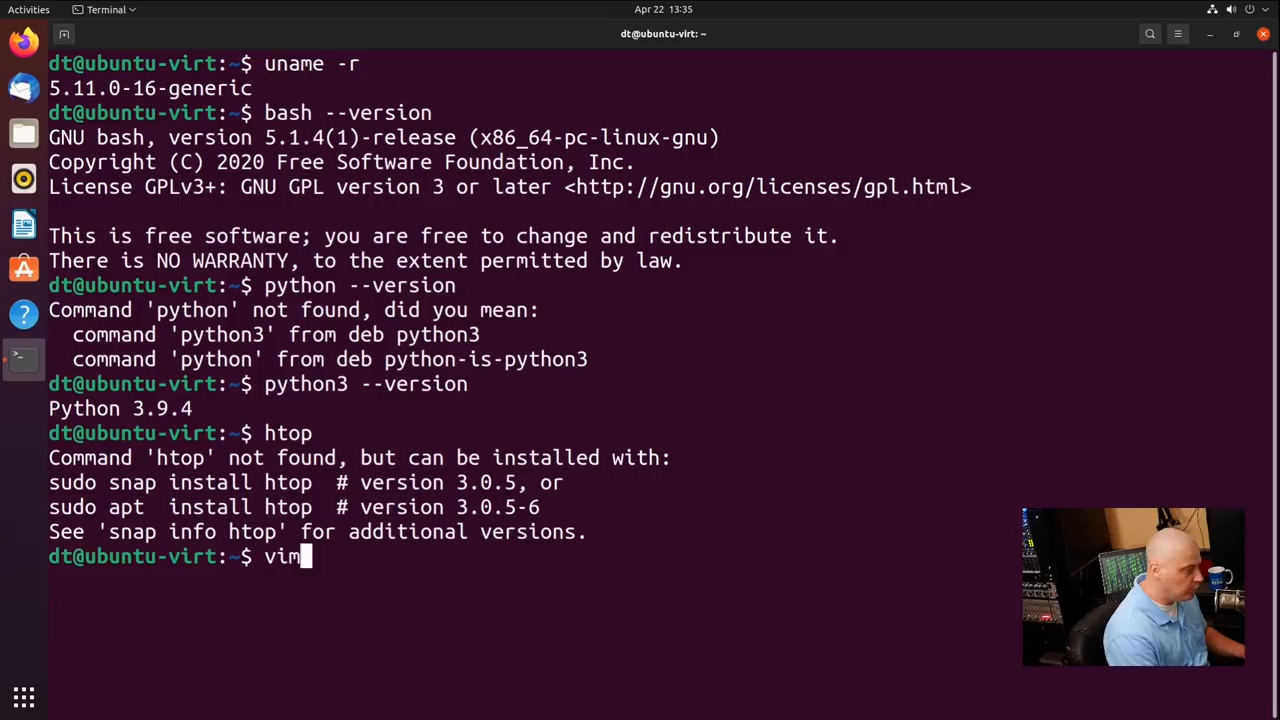 Activities
Terminal
Apr 22 13:35
dt@ubuntu-virt: ~
dt@ubuntu-virt:~$ uname -r
5.11.0-16-generic
dt@ubuntu-virt:~$ bash --version
GNU bash, version 5.1.4(1)-release (x86_64-pc-linux-gnu)
Copyright (C) 2020 Free Software Foundation, Inc.
License GPLv3+: GNU GPL version 3 or later <http://gnu.org/licenses/gpl.html>
This is free software; you are free to change and redistribute it.
There is NO WARRANTY, to the extent permitted by law.
dt@ubuntu-virt:~$ python --version
Command 'python' not found, did you mean:
  command 'python3' from deb python3
  command 'python' from deb python-is-python3
dt@ubuntu-virt:~$ python3 --version
Python 3.9.4
dt@ubuntu-virt:~$ htop
Command 'htop' not found, but can be installed with:
sudo snap install htop  # version 3.0.5, or
sudo apt  install htop  # version 3.0.5-6
See 'snap info htop' for additional versions.
dt@ubuntu-virt:~$ vim